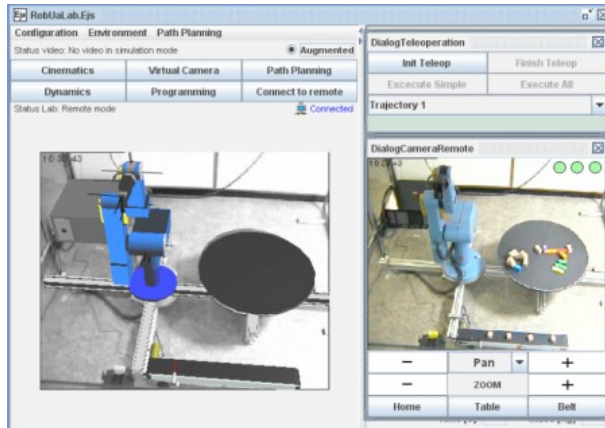 Ejs RobUaLab.Ejs
Configuration Environment Path Planning
Status video: No video in simulation mode
Augmented
Cinematics Virtual Camera Path Planning
Dynamics Programming Connect to remote
Status Lab: Remote mode
Connected
DialogTeleoperation
Init Teleop Finish Teleop
Excecute Simple Execute All
Trajectory 1
DialogCameraRemote
− Pan +
− ZOOM +
Home Table Belt